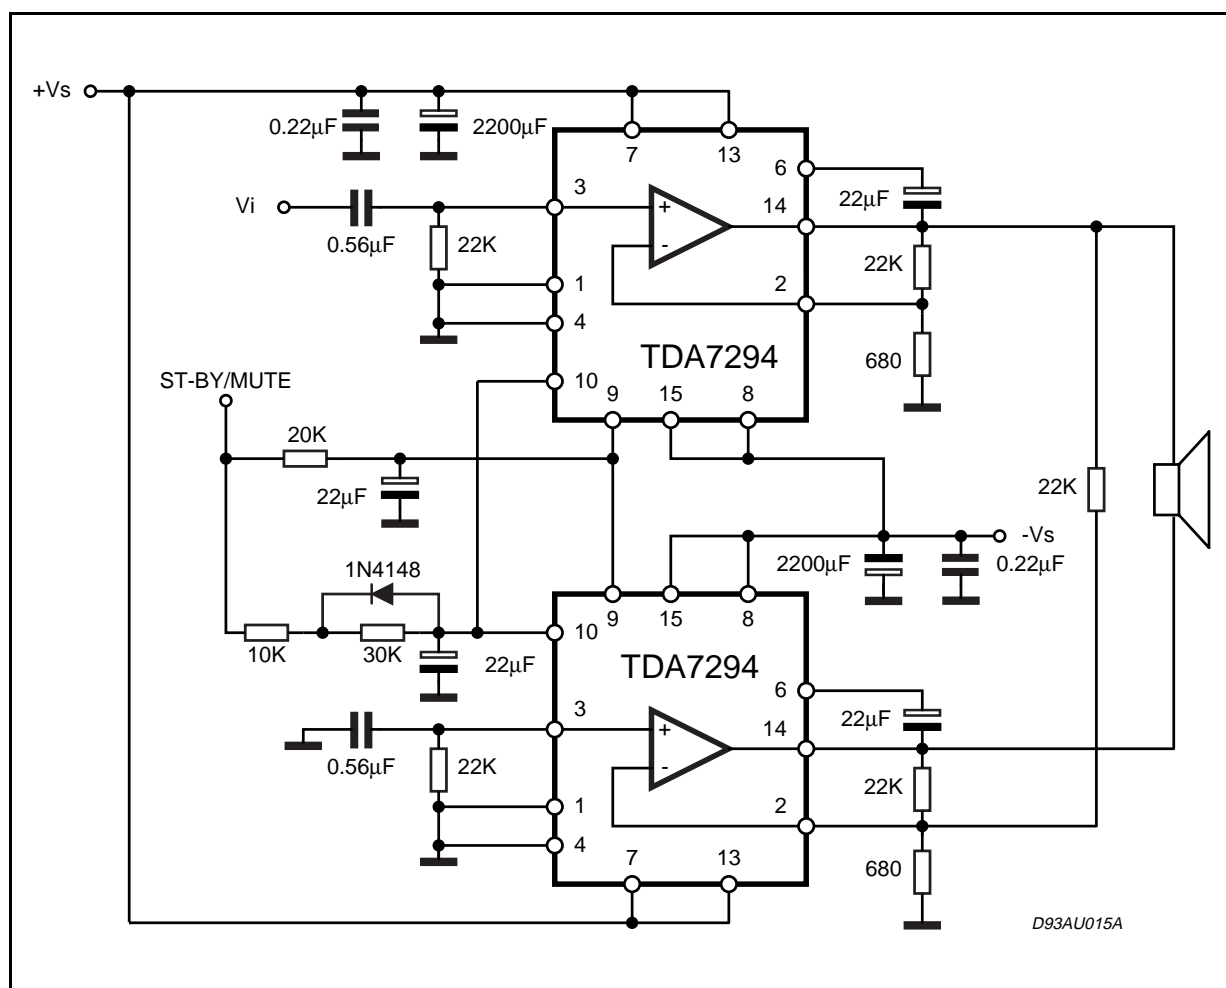 +Vs
0.22μF
2200μF
7
13
6
3
14
22μF
Vi
+
0.56μF
22K
-
22K
1
2
4
TDA7294
680
ST-BY/MUTE
10
9
15
8
20K
22μF
22K
-Vs
2200μF
0.22μF
1N4148
9
15
8
10
10K
30K
22μF
TDA7294
6
3
22μF
14
+
0.56μF
22K
-
22K
1
2
4
7
13
680
D93AU015A